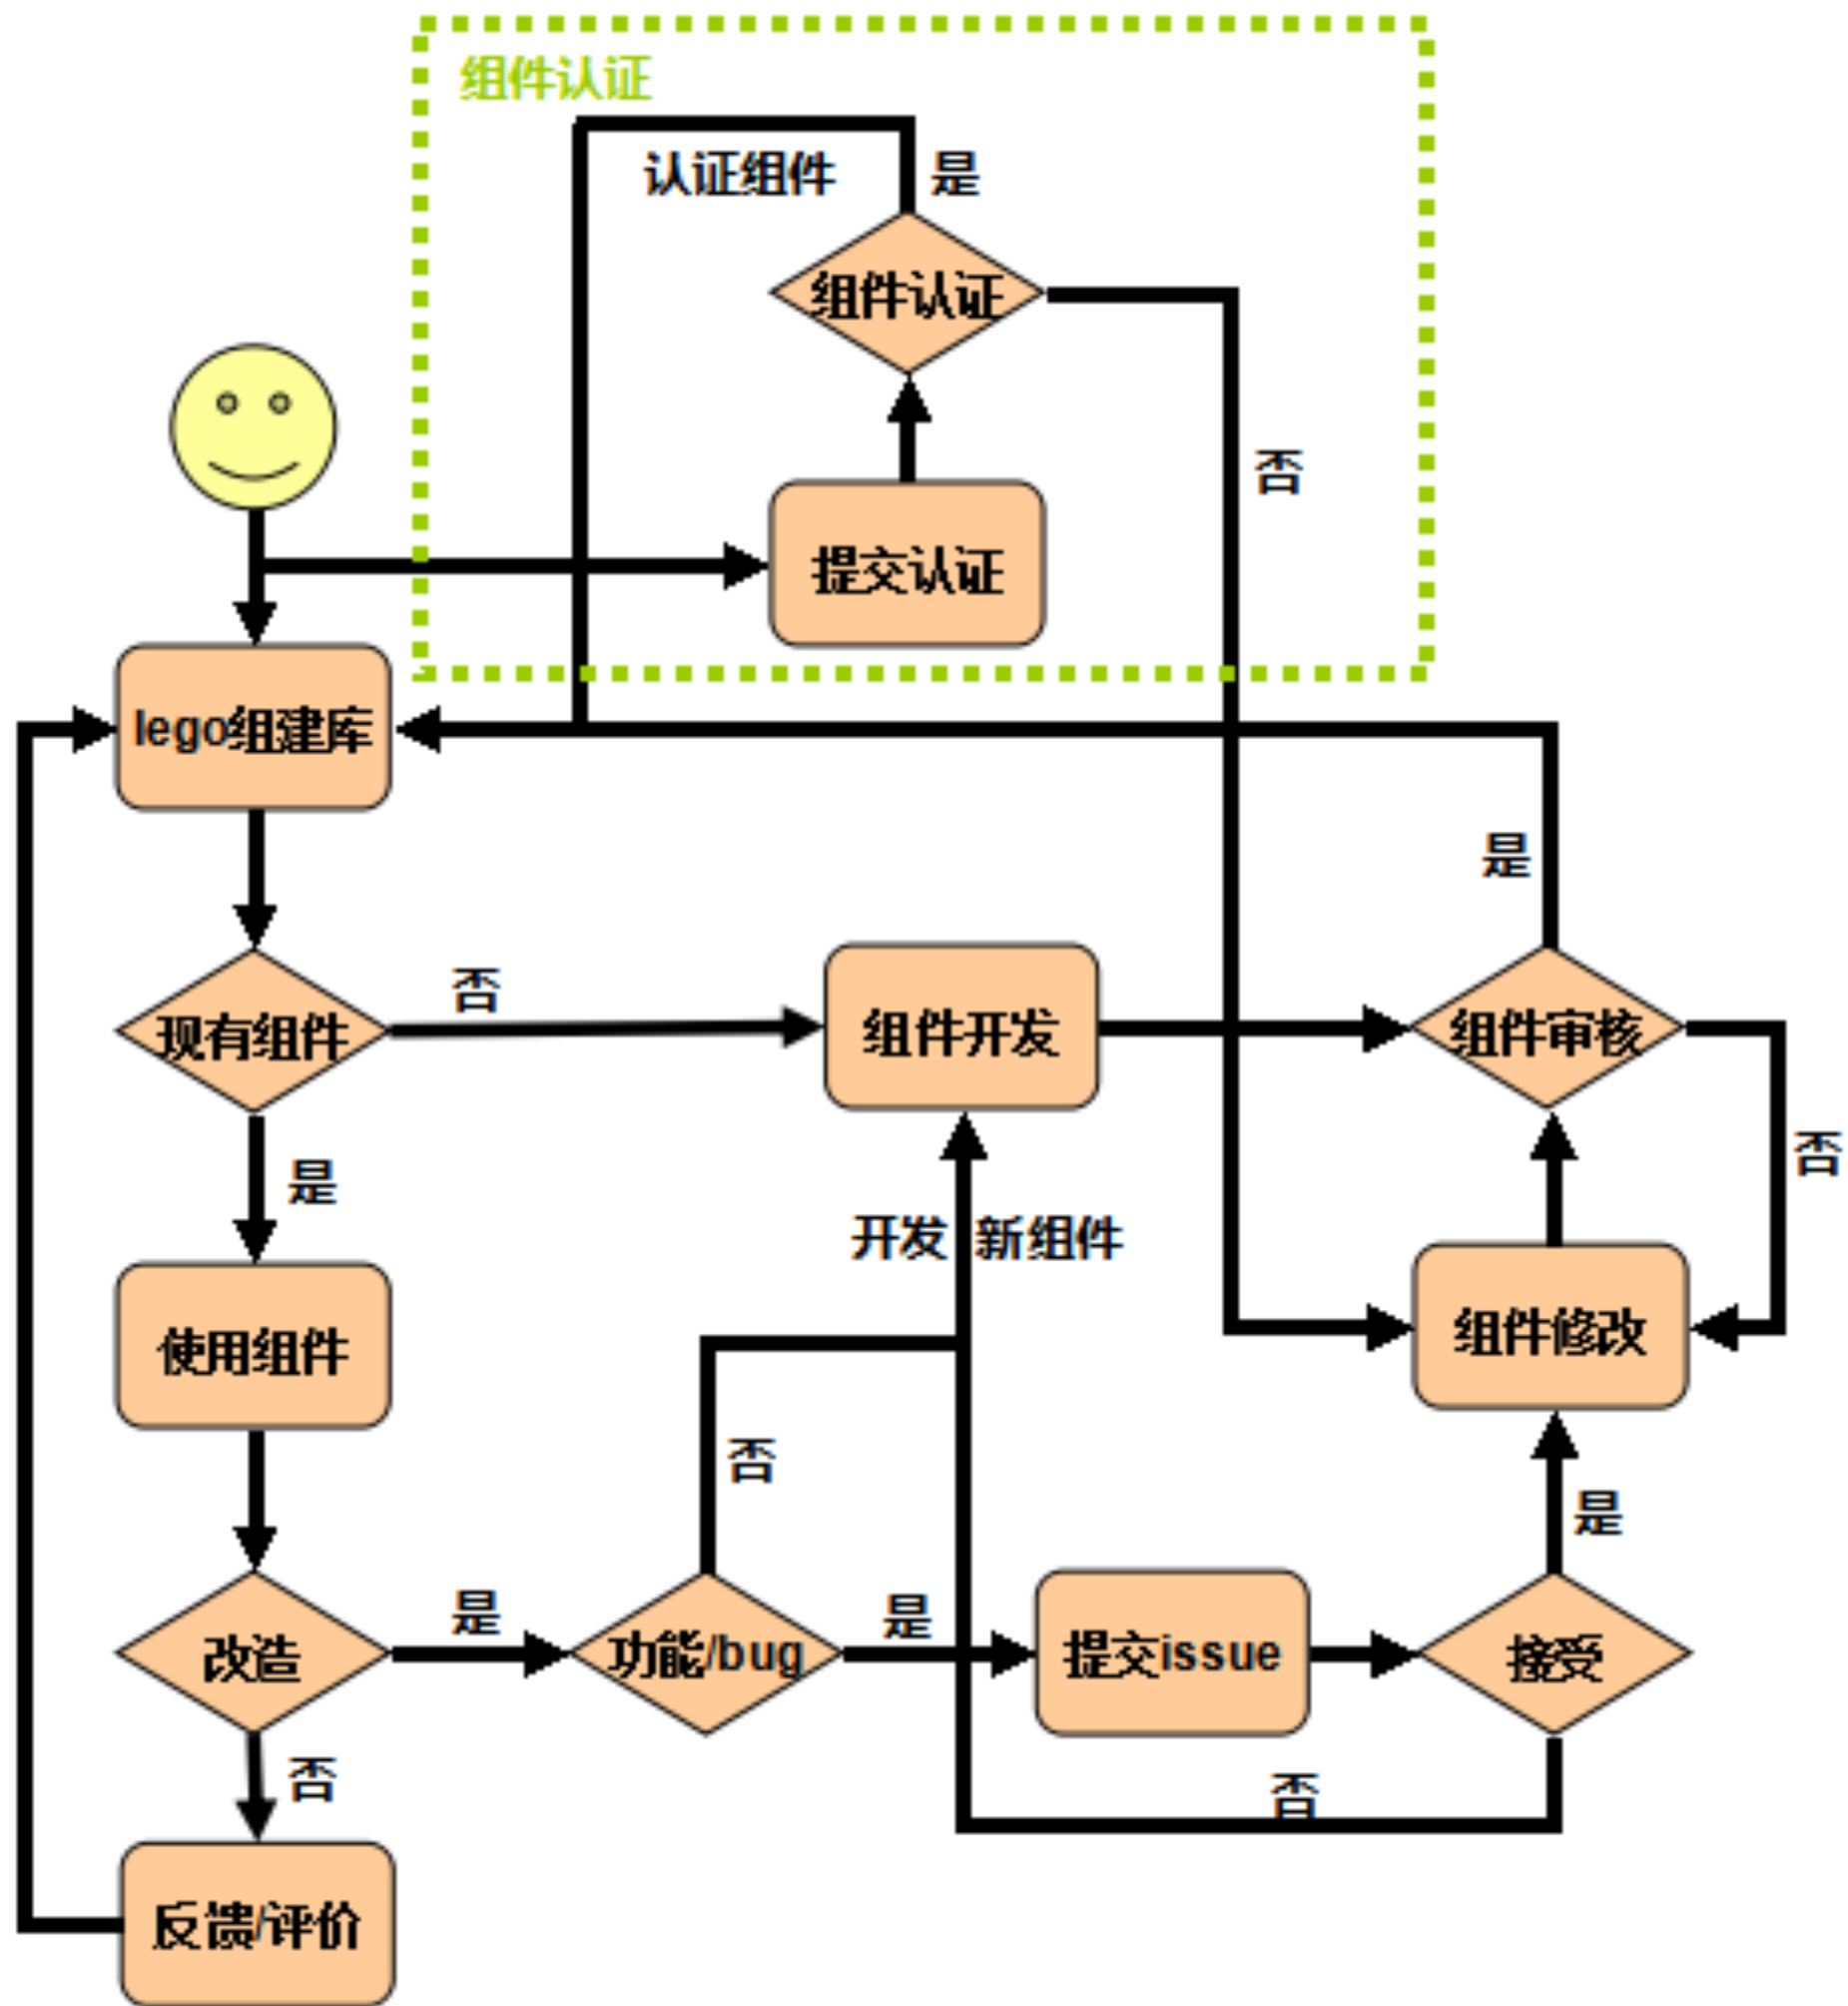 组件认证
认证组件
是
组件认证
否
提交认证
lego组建库
是
现有组件
否
组件开发
组件审核
否
是
开发 新组件
使用组件
组件修改
否
是
改造
是
功能/bug
是
提交issue
接受
否
否
反馈/评价